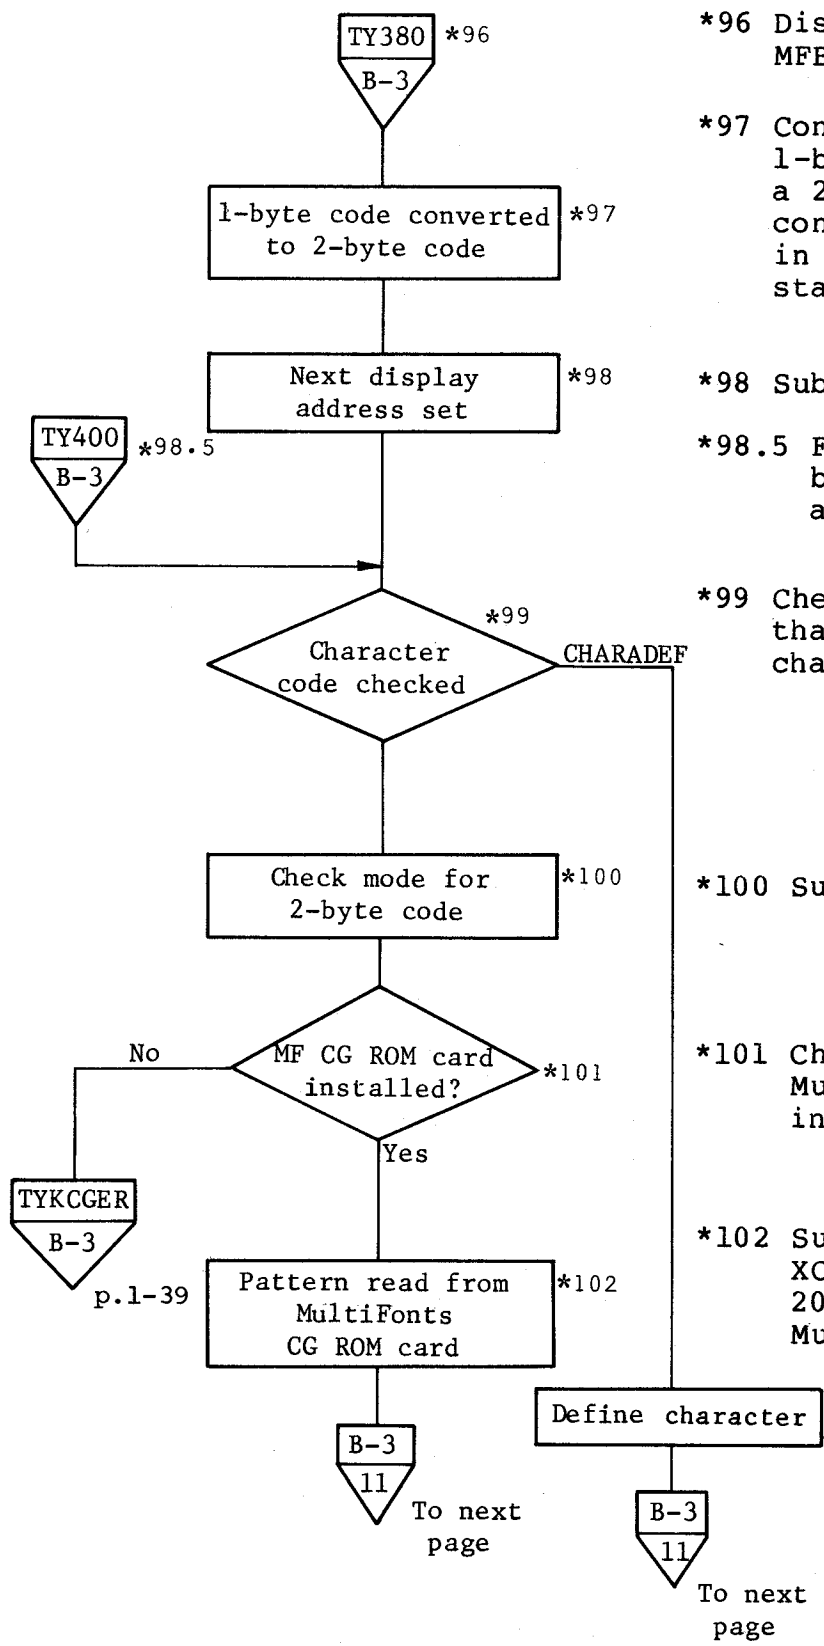 TY380 *96
B-3
1-byte code converted
to 2-byte code
*97
Next display
address set
*98
TY400 *98.5
B-3
Character
code checked
*99
CHARADEF
Check mode for
2-byte code
*100
MF CG ROM card
installed?
*101
No
Yes
TYKCGER
B-3
p.1-39
Pattern read from
MultiFonts
CG ROM card
*102
Define character
B-3
11
To next
page
B-3
11
To next
page
*96 Dis
MFB
*97 Con
1-b
a 2
con
in
sta
*98 Sub
*98.5 F
b
a
*99 Che
tha
cha
*100 Su
*101 Ch
Mu
in
*102 Su
XC
20
Mu